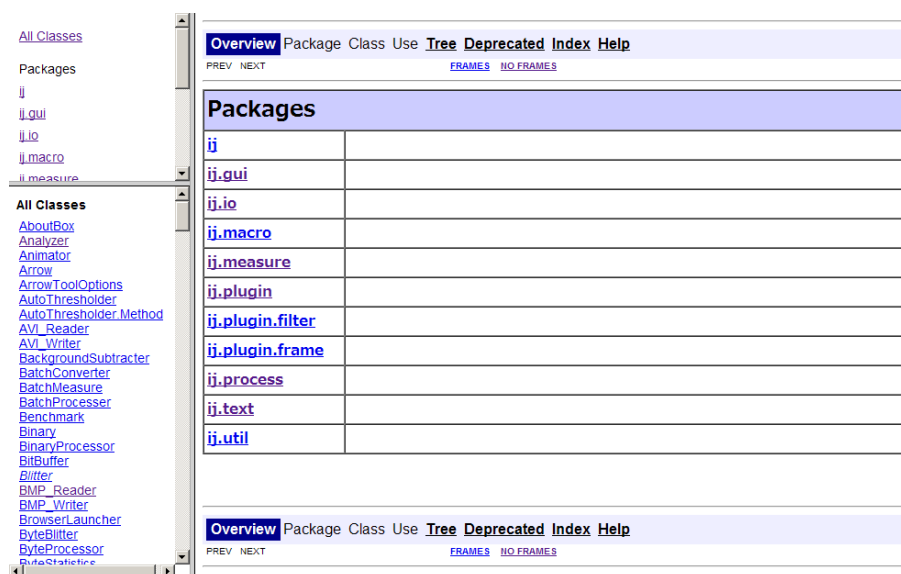 All Classes
Packages
ij
ij.gui
ij.io
ij.macro
ij.measure
All Classes
AboutBox
Analyzer
Animator
Arrow
ArrowToolOptions
AutoThresholder
AutoThresholder.Method
AVI_Reader
AVI_Writer
BackgroundSubtracter
BatchConverter
BatchMeasure
BatchProcesser
Benchmark
Binary
BinaryProcessor
BitBuffer
Blitter
BMP_Reader
BMP_Writer
BrowserLauncher
ByteBlitter
ByteProcessor
ByteStatistics
Overview Package Class Use Tree Deprecated Index Help
PREV NEXT FRAMES NO FRAMES
Packages
ij
ij.gui
ij.io
ij.macro
ij.measure
ij.plugin
ij.plugin.filter
ij.plugin.frame
ij.process
ij.text
ij.util
Overview Package Class Use Tree Deprecated Index Help
PREV NEXT FRAMES NO FRAMES